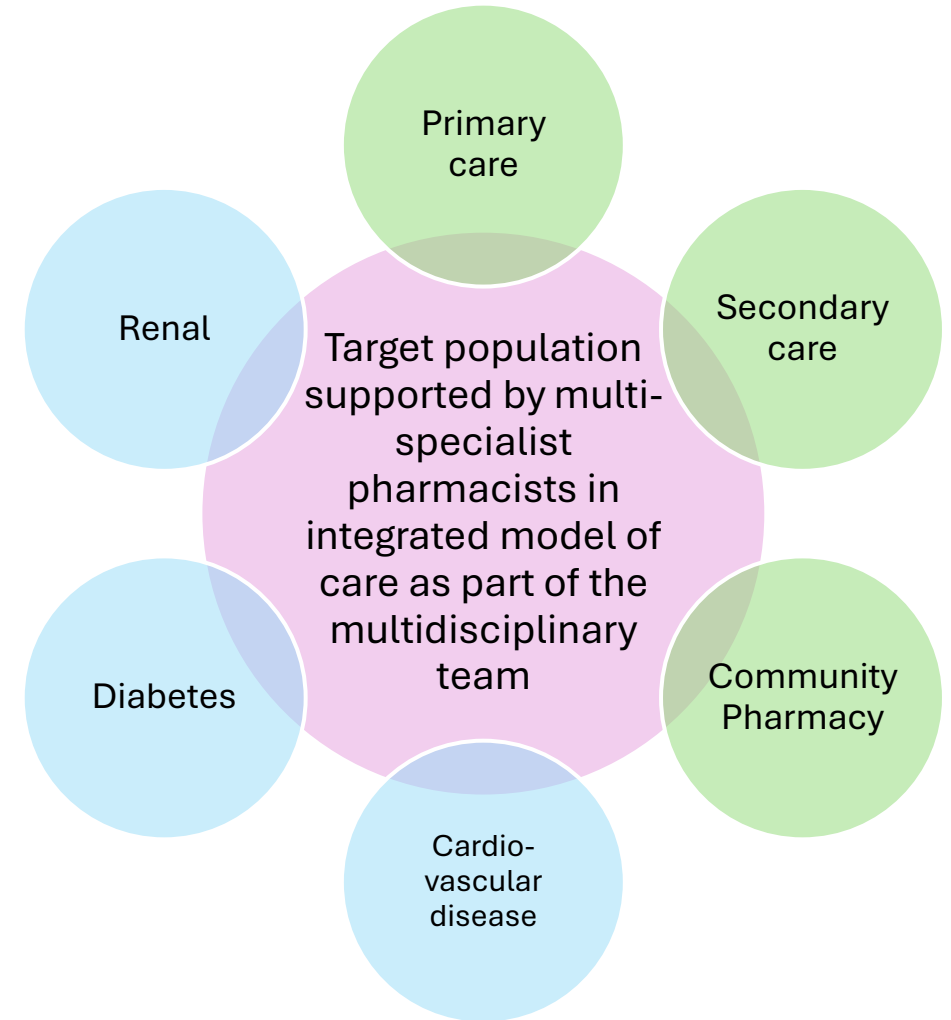 Primary
care
Secondary
care
Community
Pharmacy
Cardio-
vascular
disease
Diabetes
Renal
Target population
supported by multi-
specialist
pharmacists in
integrated model of
care as part of the
multidisciplinary
team